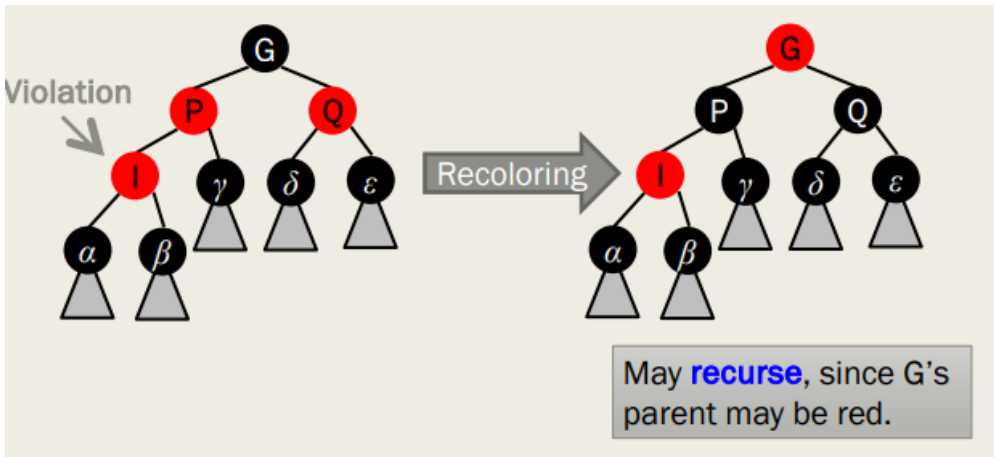 G
G
Violation
P
Q
P
Q
I
γ
δ
ε
Recoloring
I
γ
δ
ε
α
β
α
β
May recurse, since G's
parent may be red.